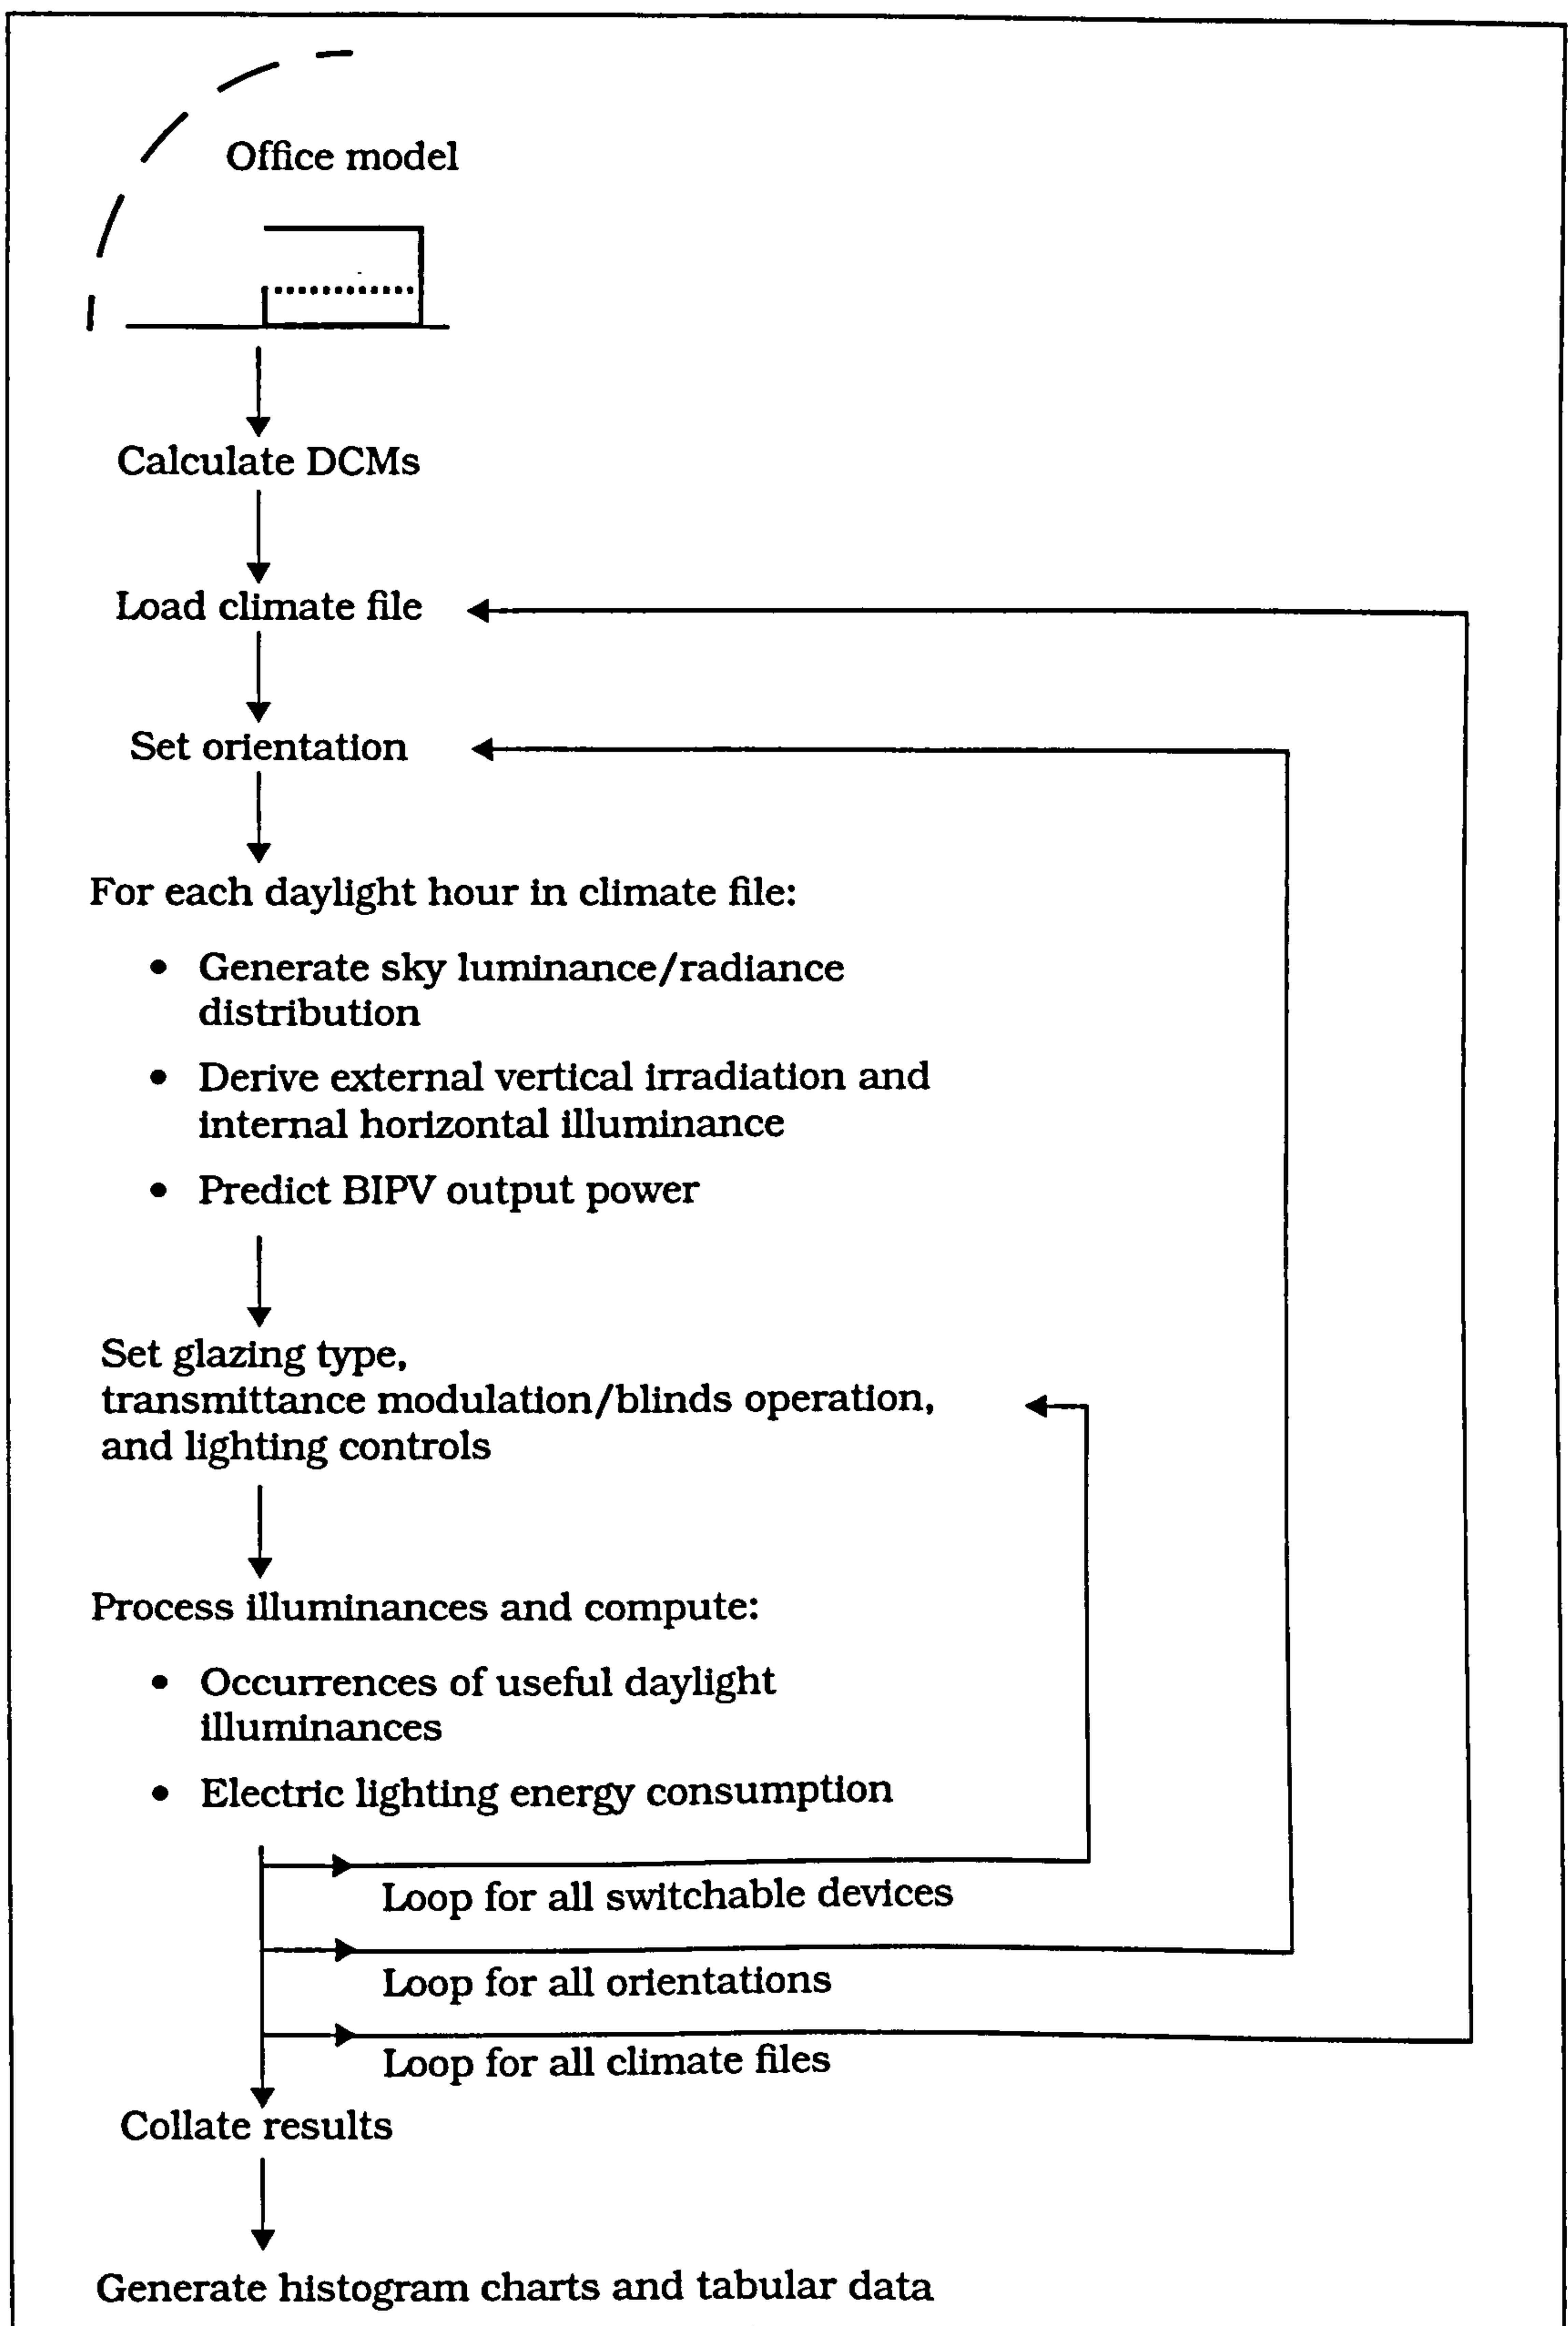 Office model
Calculate DCMs
Load climate file
Set orientation
For each daylight hour in climate file:
• Generate sky luminance/radiance
distribution
• Derive external vertical irradiation and
internal horizontal illuminance
• Predict BIPV output power
Set glazing type,
transmittance modulation/blinds operation,
and lighting controls
Process illuminances and compute:
• Occurrences of useful daylight
illuminances
• Electric lighting energy consumption
Loop for all switchable devices
Loop for all orientations
Loop for all climate files
Collate results
Generate histogram charts and tabular data